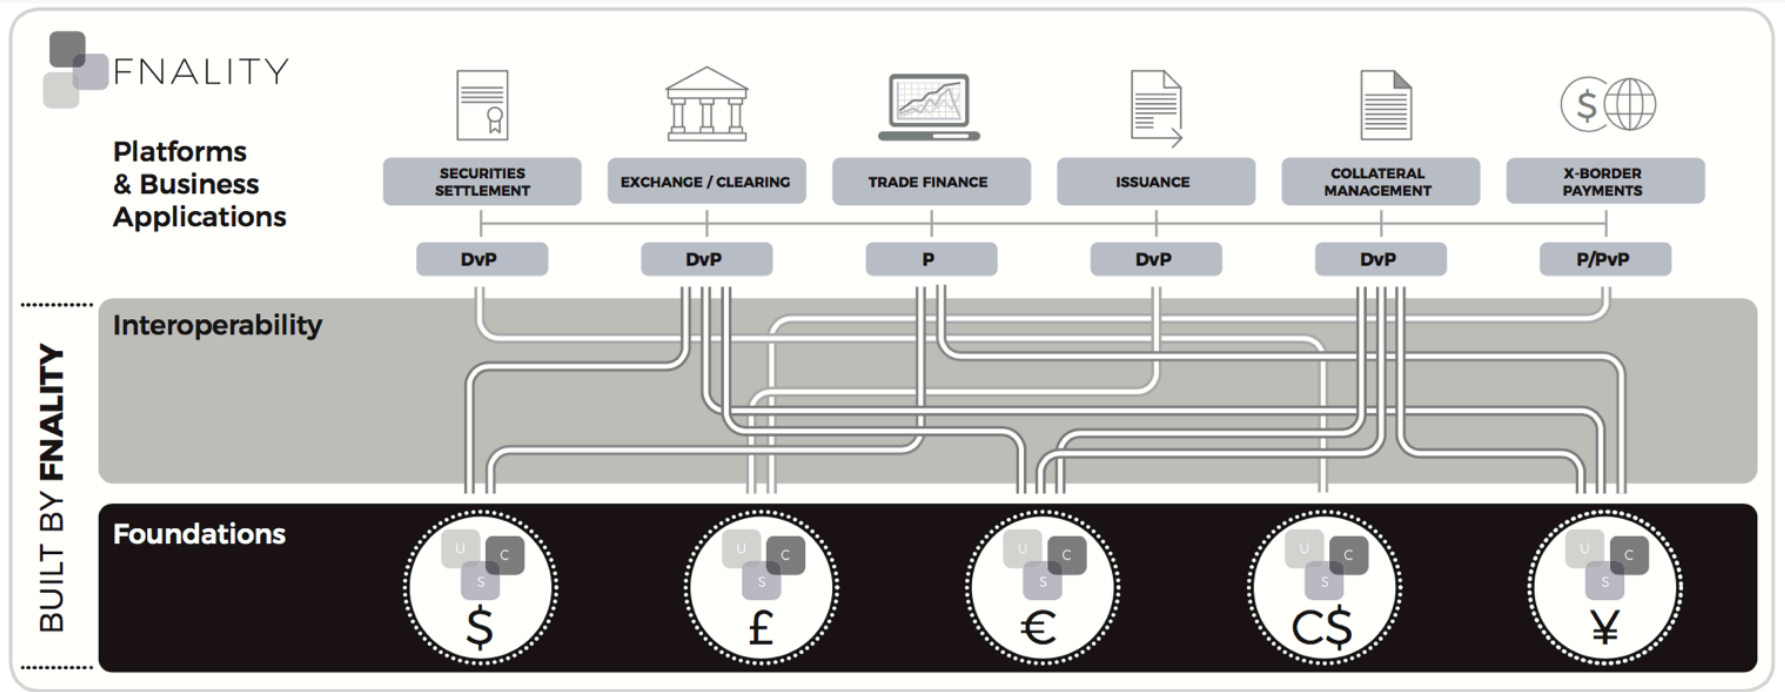 FNALITY
Platforms
& Business
Applications
SECURITIES
SETTLEMENT
EXCHANGE / CLEARING
TRADE FINANCE
ISSUANCE
COLLATERAL
MANAGEMENT
X-BORDER
PAYMENTS
$
DvP
DvP
P
DvP
DvP
P/PvP
BUILT BY FNALITY
Interoperability
Foundations
U
C
S
$
U
C
S
£
U
C
S
€
U
C
S
C$
U
C
S
¥